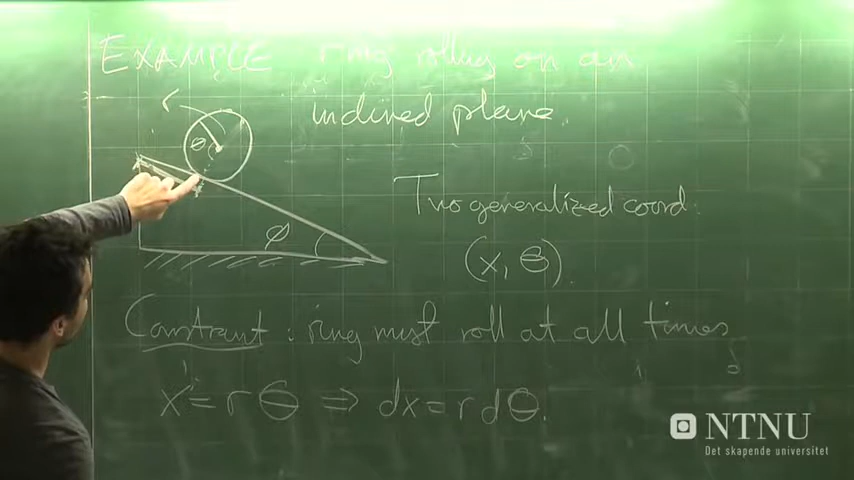 EXAMPLE ring rolling on an
inclined plane.
θ
Two generalized coord.
φ
(x, θ).
Constraint : ring must roll at all times
x = r θ ⇒ dx = r dθ.
NTNU
Det skapende universitet